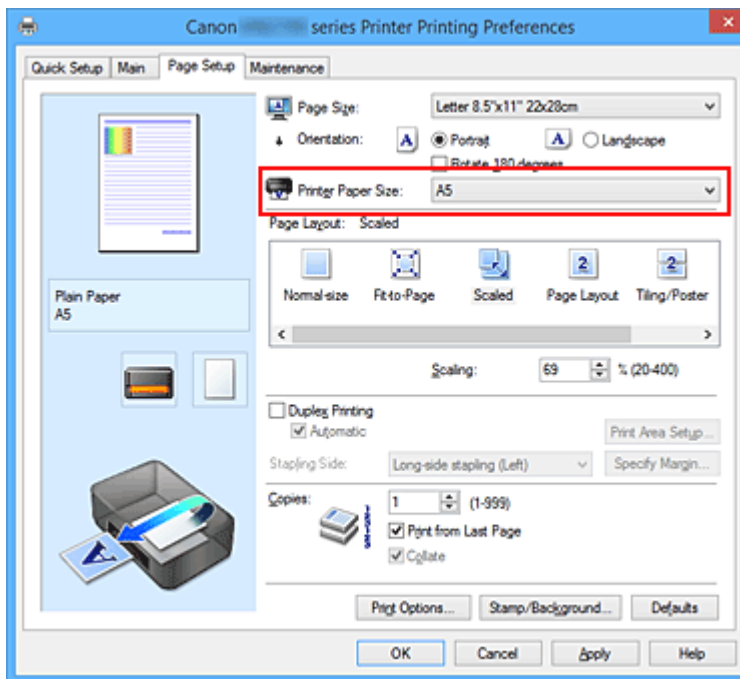 Canon series Printer Printing Preferences
Quick Setup Main Page Setup Maintenance
Page Size: Letter 8.5"x11" 22x28cm
Orientation: A Portrait A Landscape
Rotate 180 degrees
Printer Paper Size: A5
Page Layout: Scaled
Normal-size Fit-to-Page Scaled Page Layout Tiling/Poster
Plain Paper
A5
Scaling: 69 % (20-400)
Duplex Printing
Automatic
Print Area Setup...
Stapling Side: Long-side stapling (Left) Specify Margin...
Copies: 1 (1-999)
Print from Last Page
Collate
Print Options... Stamp/Background... Defaults
OK Cancel Apply Help